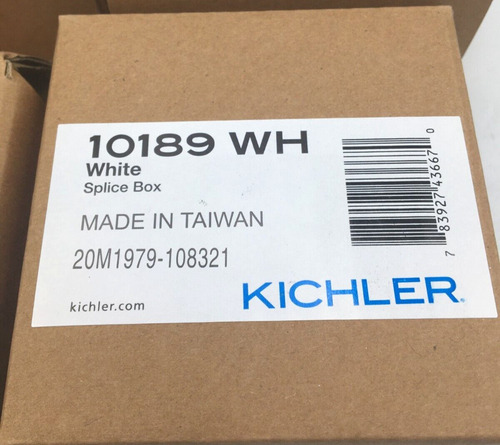 10189 WH
White
Splice Box
MADE IN TAIWAN
20M1979-108321
kichler.com
KICHLER®
7 83927 43667 0